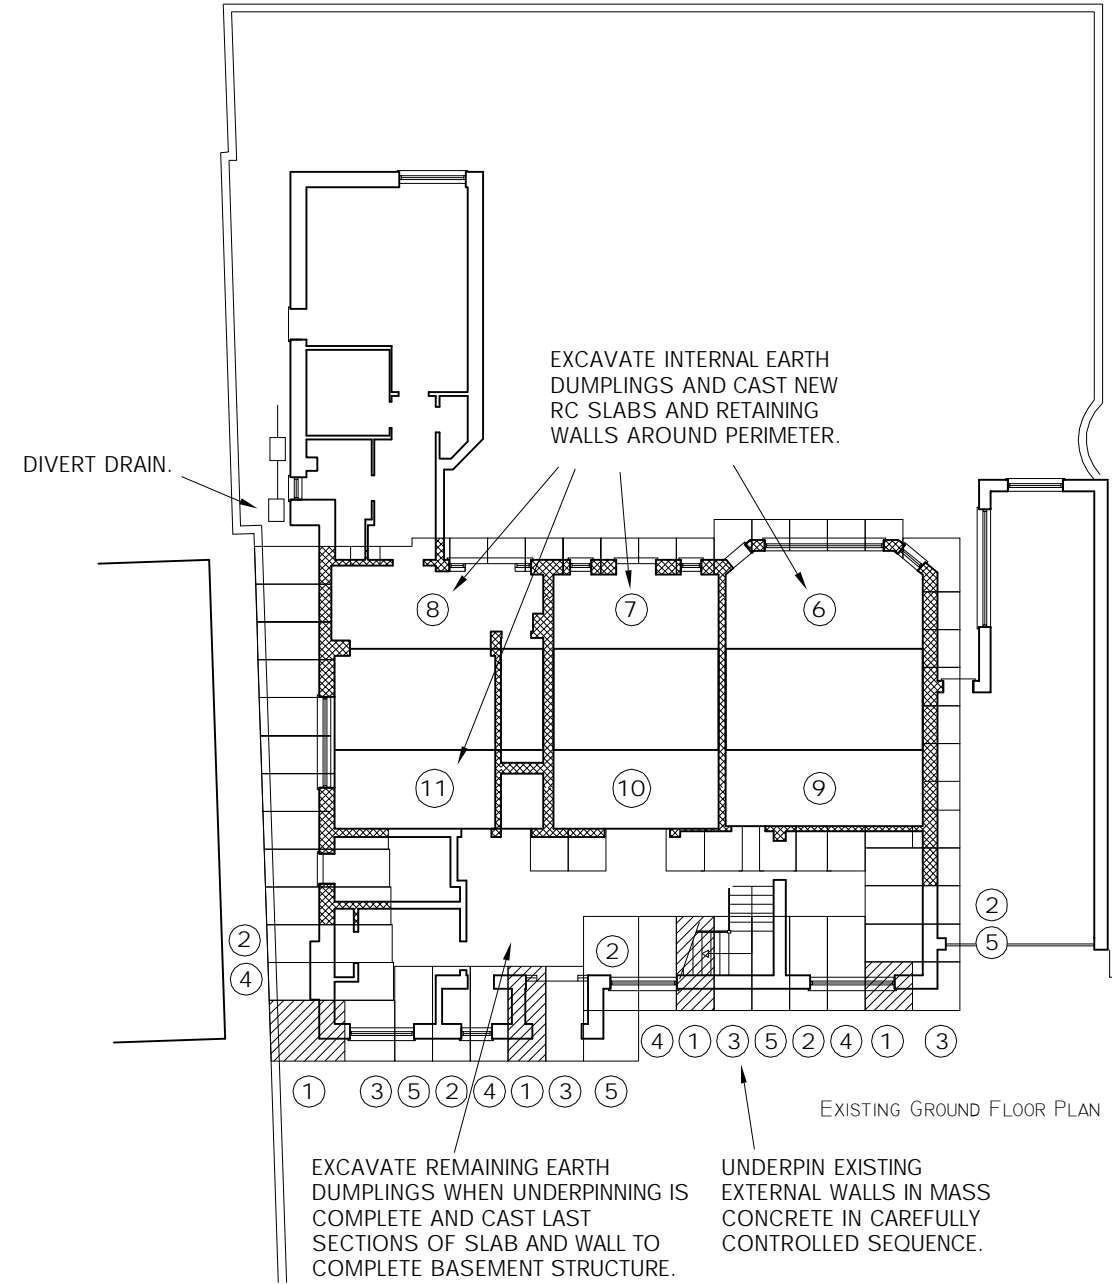 EXCAVATE INTERNAL EARTH
DUMPLINGS AND CAST NEW
RC SLABS AND RETAINING
WALLS AROUND PERIMETER.
DIVERT DRAIN.
8
7
6
11
10
9
2
4
2
2
5
4
1
3
5
2
4
1
3
1
3
5
2
4
1
3
5
EXISTING GROUND FLOOR PLAN
EXCAVATE REMAINING EARTH
DUMPLINGS WHEN UNDERPINNING IS
COMPLETE AND CAST LAST
SECTIONS OF SLAB AND WALL TO
COMPLETE BASEMENT STRUCTURE.
UNDERPIN EXISTING
EXTERNAL WALLS IN MASS
CONCRETE IN CAREFULLY
CONTROLLED SEQUENCE.